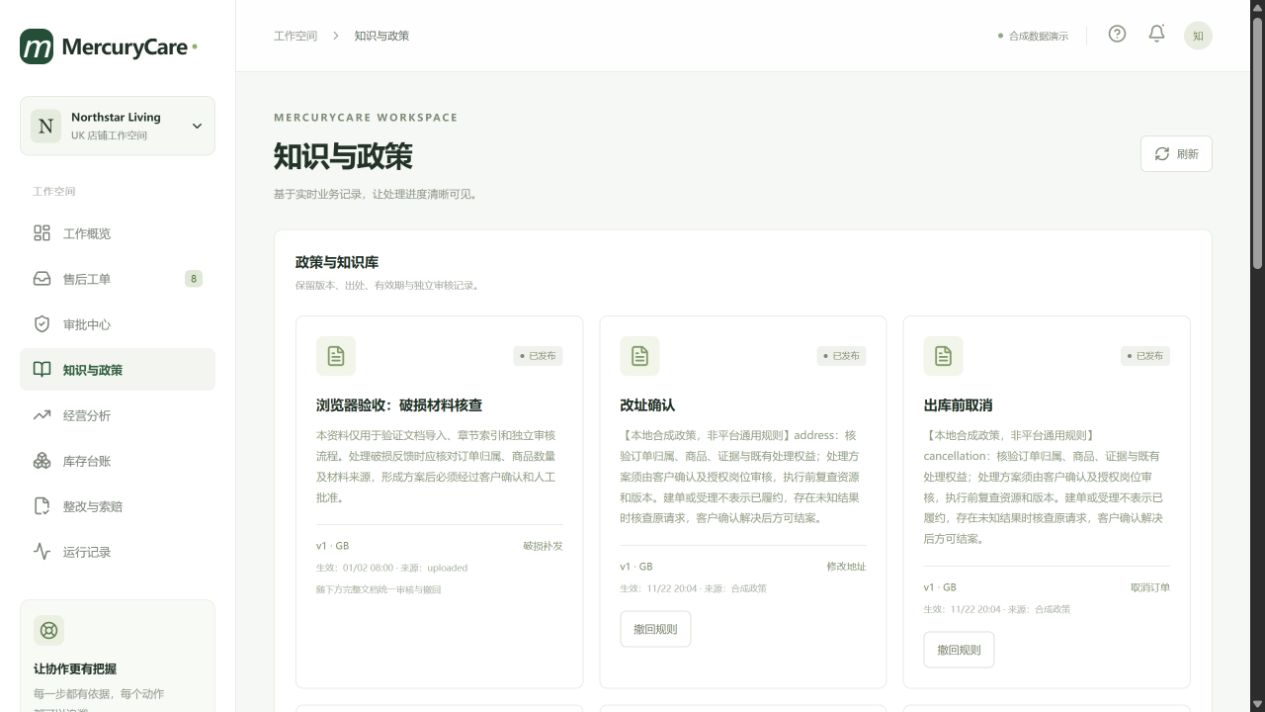 MercuryCare
N
Northstar Living
UK 店铺工作空间
工作空间
工作概览
售后工单
8
审批中心
知识与政策
经营分析
库存台账
整改与索赔
运行记录
让协作更有把握
每一步都有依据，每个动作
工作空间 > 知识与政策
合成数据演示
知
MERCURYCARE WORKSPACE
知识与政策
基于实时业务记录，让处理进度清晰可见。
刷新
政策与知识库
保留版本、出处、有效期与独立审核记录。
已发布
浏览器验收：破损材料核查
本资料仅用于验证文档导入、章节索引和独立审核
流程。处理破损反馈时应核对订单归属、商品数量
及材料来源，形成方案后必须经过客户确认和人工
批准。
v1 · GB
破损补发
生效：01/02 08:00 · 来源：uploaded
随下方完整文档统一审核与撤回
已发布
改址确认
【本地合成政策，非平台通用规则】address：核
验订单归属、商品、证据与既有处理权益；处理方
案须由客户确认及授权岗位审核，执行前复查资源
和版本。建单或受理不表示已履约，存在未知结果
时核查原请求，客户确认解决后方可结案。
v1 · GB
修改地址
生效：11/22 20:04 · 来源：合成政策
撤回规则
已发布
出库前取消
【本地合成政策，非平台通用规则】
cancellation：核验订单归属、商品、证据与既有
处理权益；处理方案须由客户确认及授权岗位审
核，执行前复查资源和版本。建单或受理不表示已
履约，存在未知结果时核查原请求，客户确认解决
后方可结案。
v1 · GB
取消订单
生效：11/22 20:04 · 来源：合成政策
撤回规则